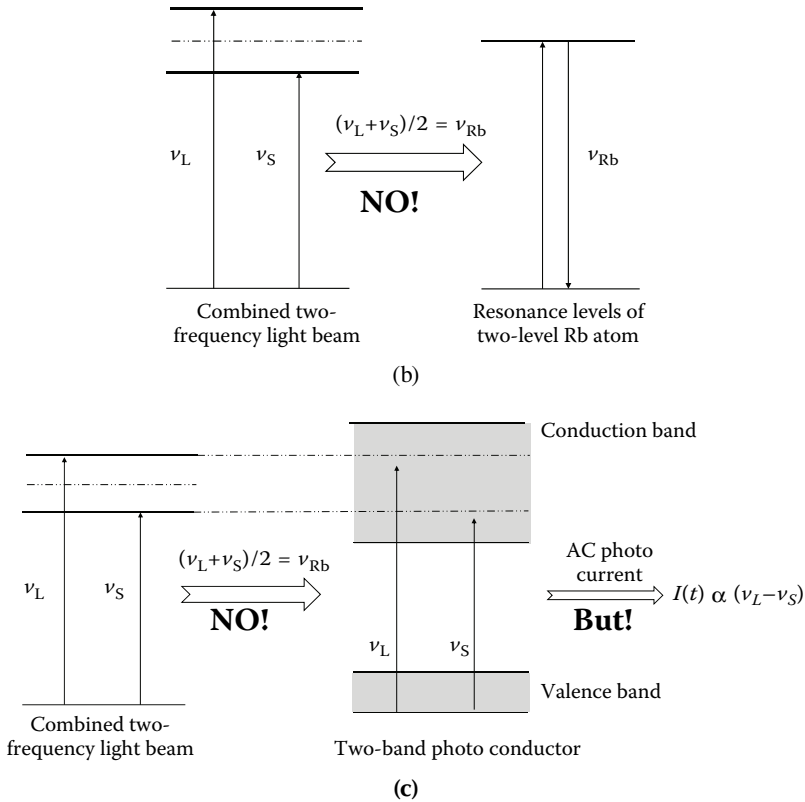 (ν_L+ν_S)/2 = ν_Rb
ν_L
ν_S
NO!
ν_Rb
Combined two-
frequency light beam
Resonance levels of
two-level Rb atom
(b)
Conduction band
(ν_L+ν_S)/2 = ν_Rb
ν_L
ν_S
NO!
ν_L
ν_S
AC photo
current
I(t) α (ν_L–ν_S)
But!
Valence band
Combined two-
frequency light beam
Two-band photo conductor
(c)